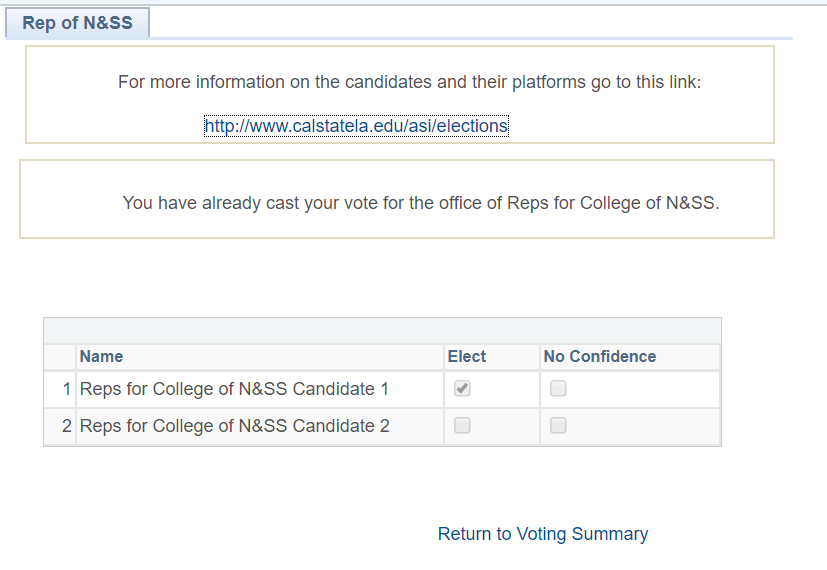 Rep of N&SS
For more information on the candidates and their platforms go to this link:
http://www.calstatela.edu/asi/elections
You have already cast your vote for the office of Reps for College of N&SS.
Name Elect No Confidence
1 Reps for College of N&SS Candidate 1
2 Reps for College of N&SS Candidate 2
Return to Voting Summary